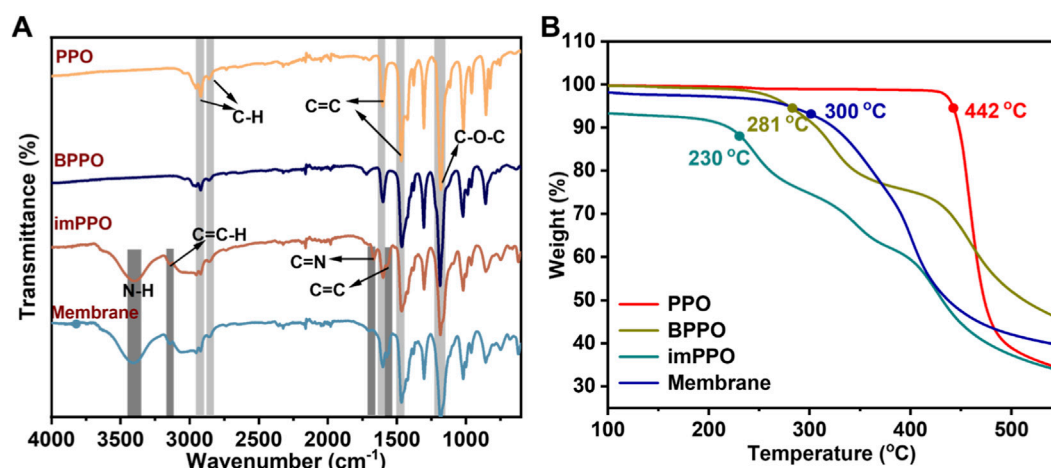 A
PPO
C-H
C=C
C-O-C
BPPO
imPPO
C=C-H
C=N
N-H
C=C
Membrane
Transmittance (%)
4000 3500 3000 2500 2000 1500 1000
Wavenumber (cm⁻¹)
B
110
100
90
80
70
60
50
40
30
Weight (%)
442 °C
300 °C
281 °C
230 °C
PPO
BPPO
imPPO
Membrane
100 200 300 400 500
Temperature (°C)